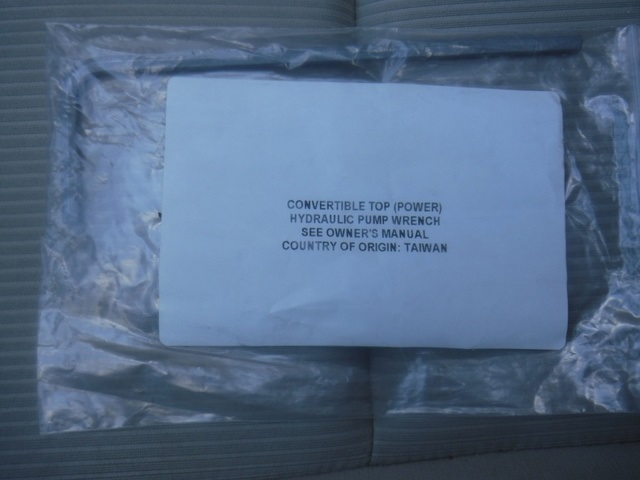 CONVERTIBLE TOP (POWER)
HYDRAULIC PUMP WRENCH
SEE OWNER'S MANUAL
COUNTRY OF ORIGIN: TAIWAN